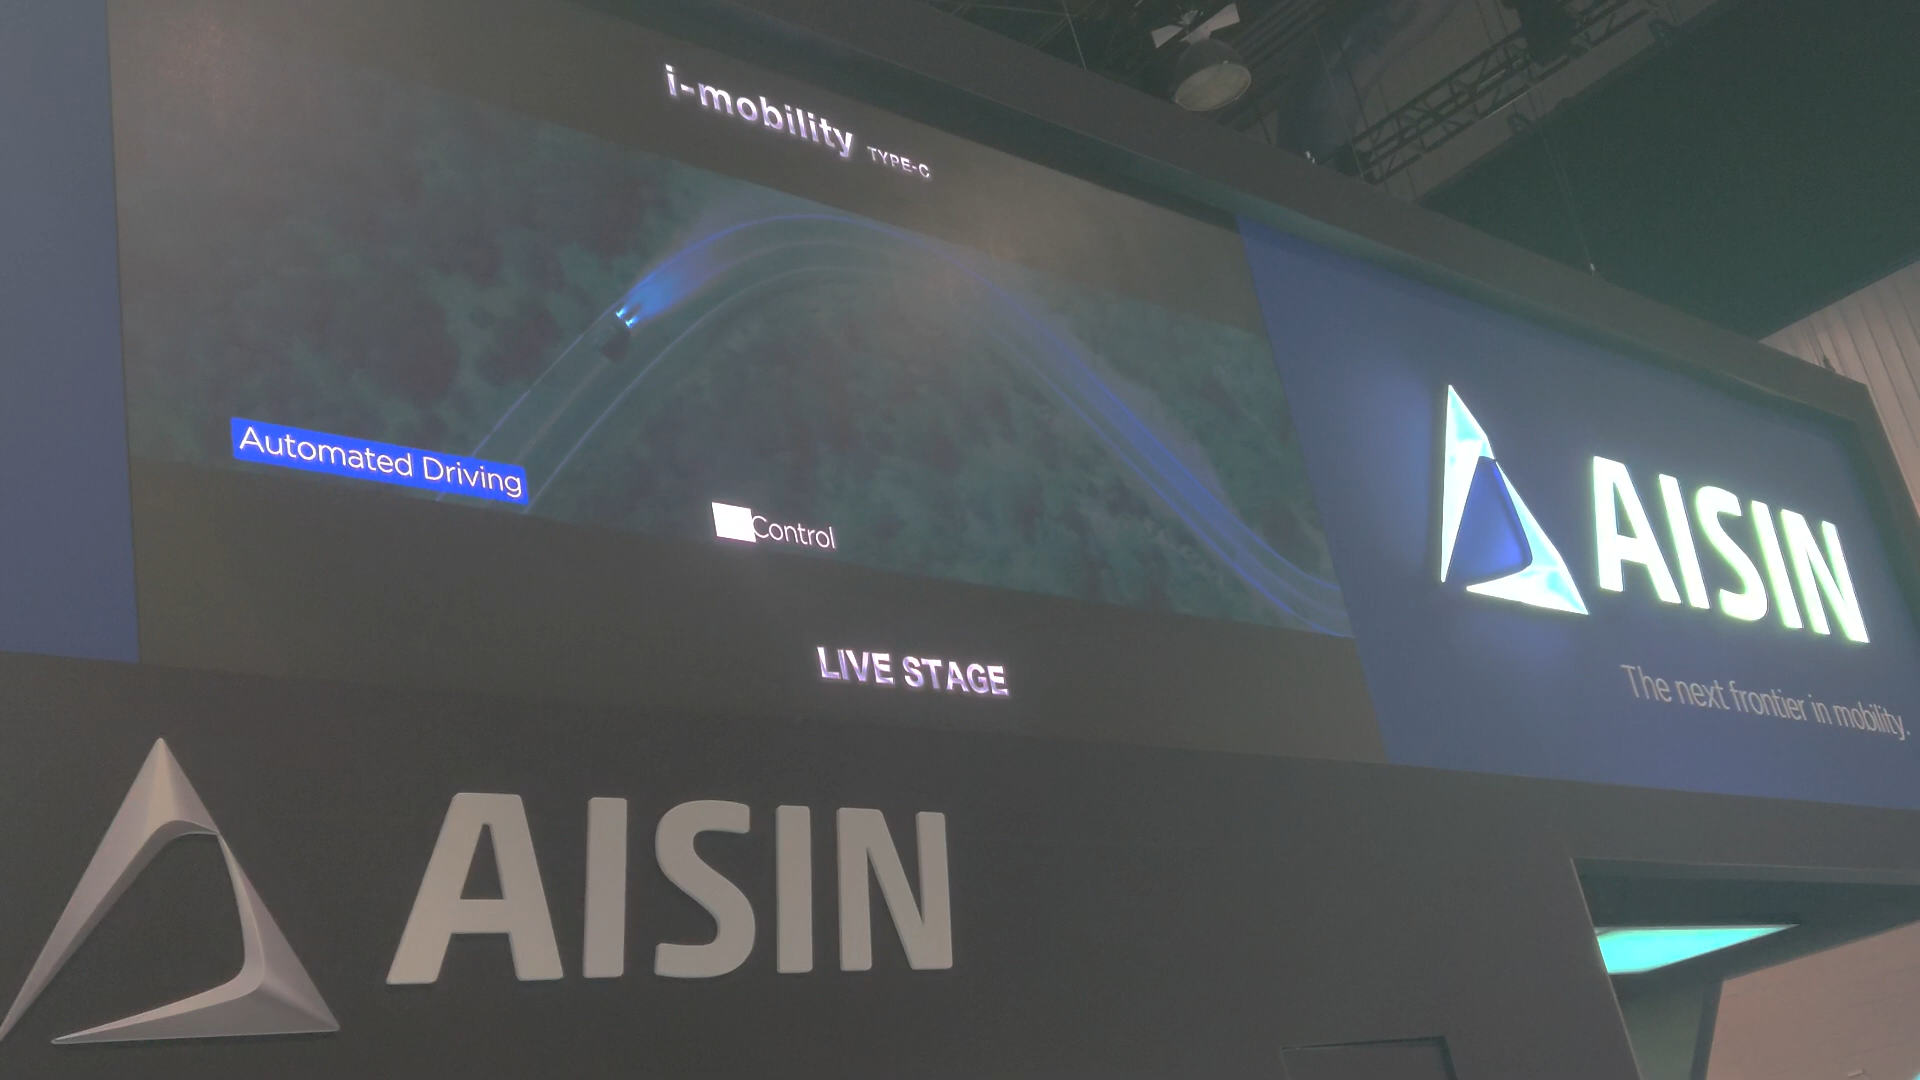 i-mobility TYPE-C
Automated Driving
Control
LIVE STAGE
AISIN
The next frontier in mobility.
AISIN